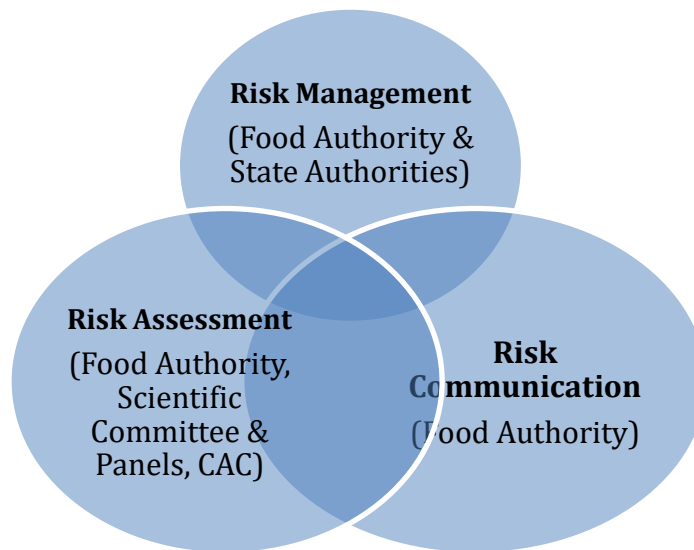 Risk Management
(Food Authority &
State Authorities)
Risk Assessment
(Food Authority,
Scientific
Committee &
Panels, CAC)
Risk
Communication
(Food Authority)